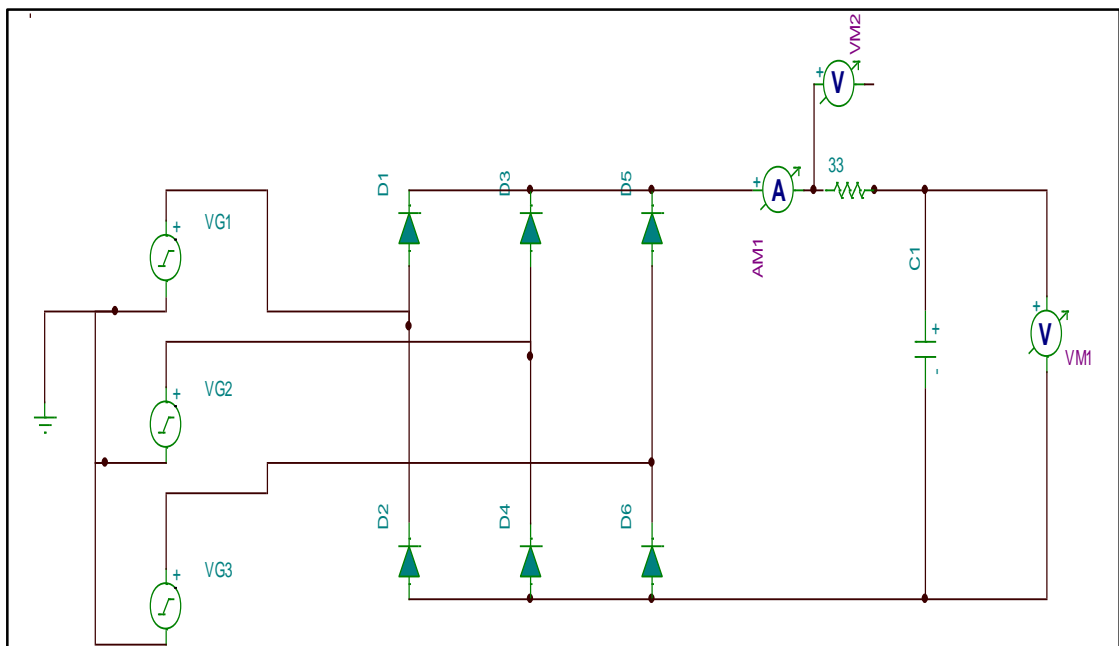 VM2
+
V
D1
D3
D5
33
+
A
VG1
+
AM1
C1
+
V
VM1
+
-
VG2
+
D2
D4
D6
VG3
+